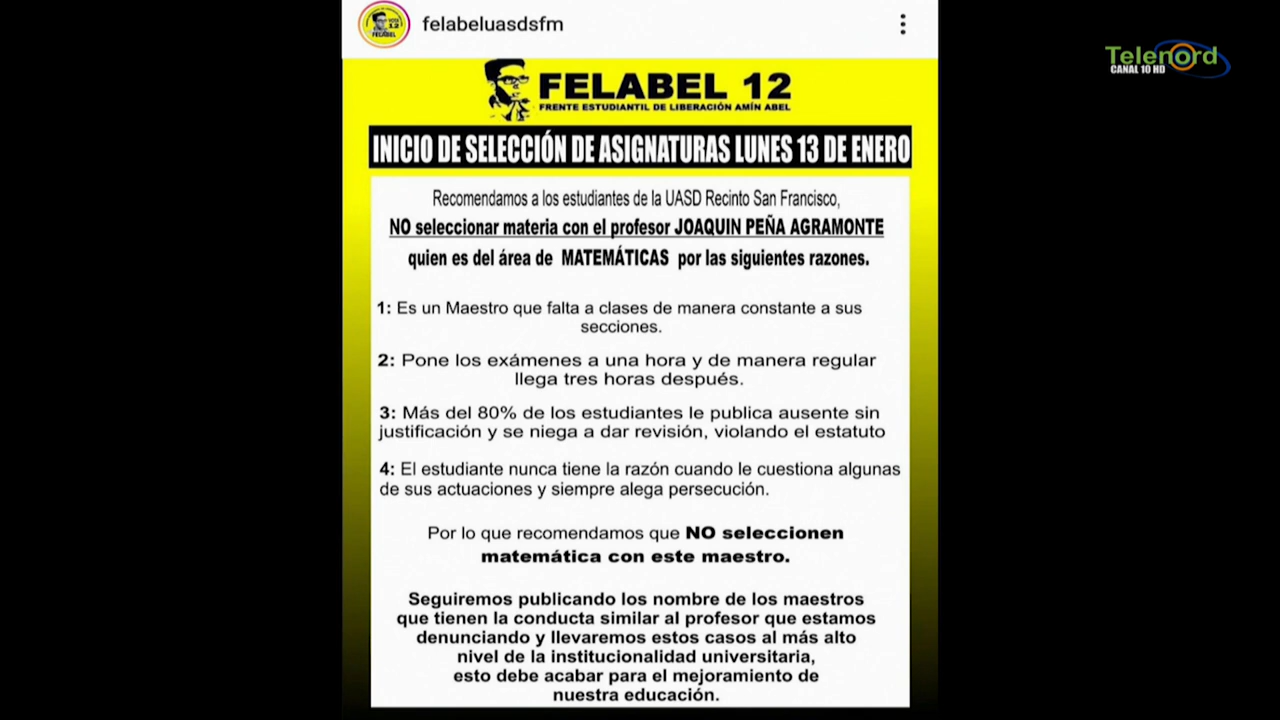 felabeluasdsfm
Telenord
CANAL 10 HD
FELABEL 12
FRENTE ESTUDIANTIL DE LIBERACIÓN AMÍN ABEL
INICIO DE SELECCIÓN DE ASIGNATURAS LUNES 13 DE ENERO
Recomendamos a los estudiantes de la UASD Recinto San Francisco,
NO seleccionar materia con el profesor JOAQUIN PEÑA AGRAMONTE
quien es del área de MATEMÁTICAS por las siguientes razones.
1: Es un Maestro que falta a clases de manera constante a sus
secciones.
2: Pone los exámenes a una hora y de manera regular
llega tres horas después.
3: Más del 80% de los estudiantes le publica ausente sin
justificación y se niega a dar revisión, violando el estatuto
4: El estudiante nunca tiene la razón cuando le cuestiona algunas
de sus actuaciones y siempre alega persecución.
Por lo que recomendamos que NO seleccionen
matemática con este maestro.
Seguiremos publicando los nombre de los maestros
que tienen la conducta similar al profesor que estamos
denunciando y llevaremos estos casos al más alto
nivel de la institucionalidad universitaria,
esto debe acabar para el mejoramiento de
nuestra educación.